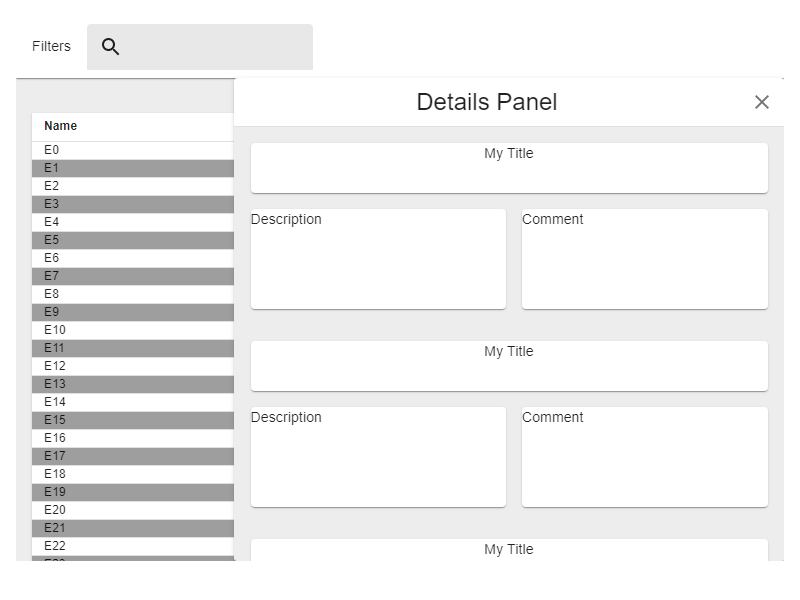 Filters
Details Panel
Name
E0
E1
E2
E3
E4
E5
E6
E7
E8
E9
E10
E11
E12
E13
E14
E15
E16
E17
E18
E19
E20
E21
E22
My Title
Description
Comment
My Title
Description
Comment
My Title